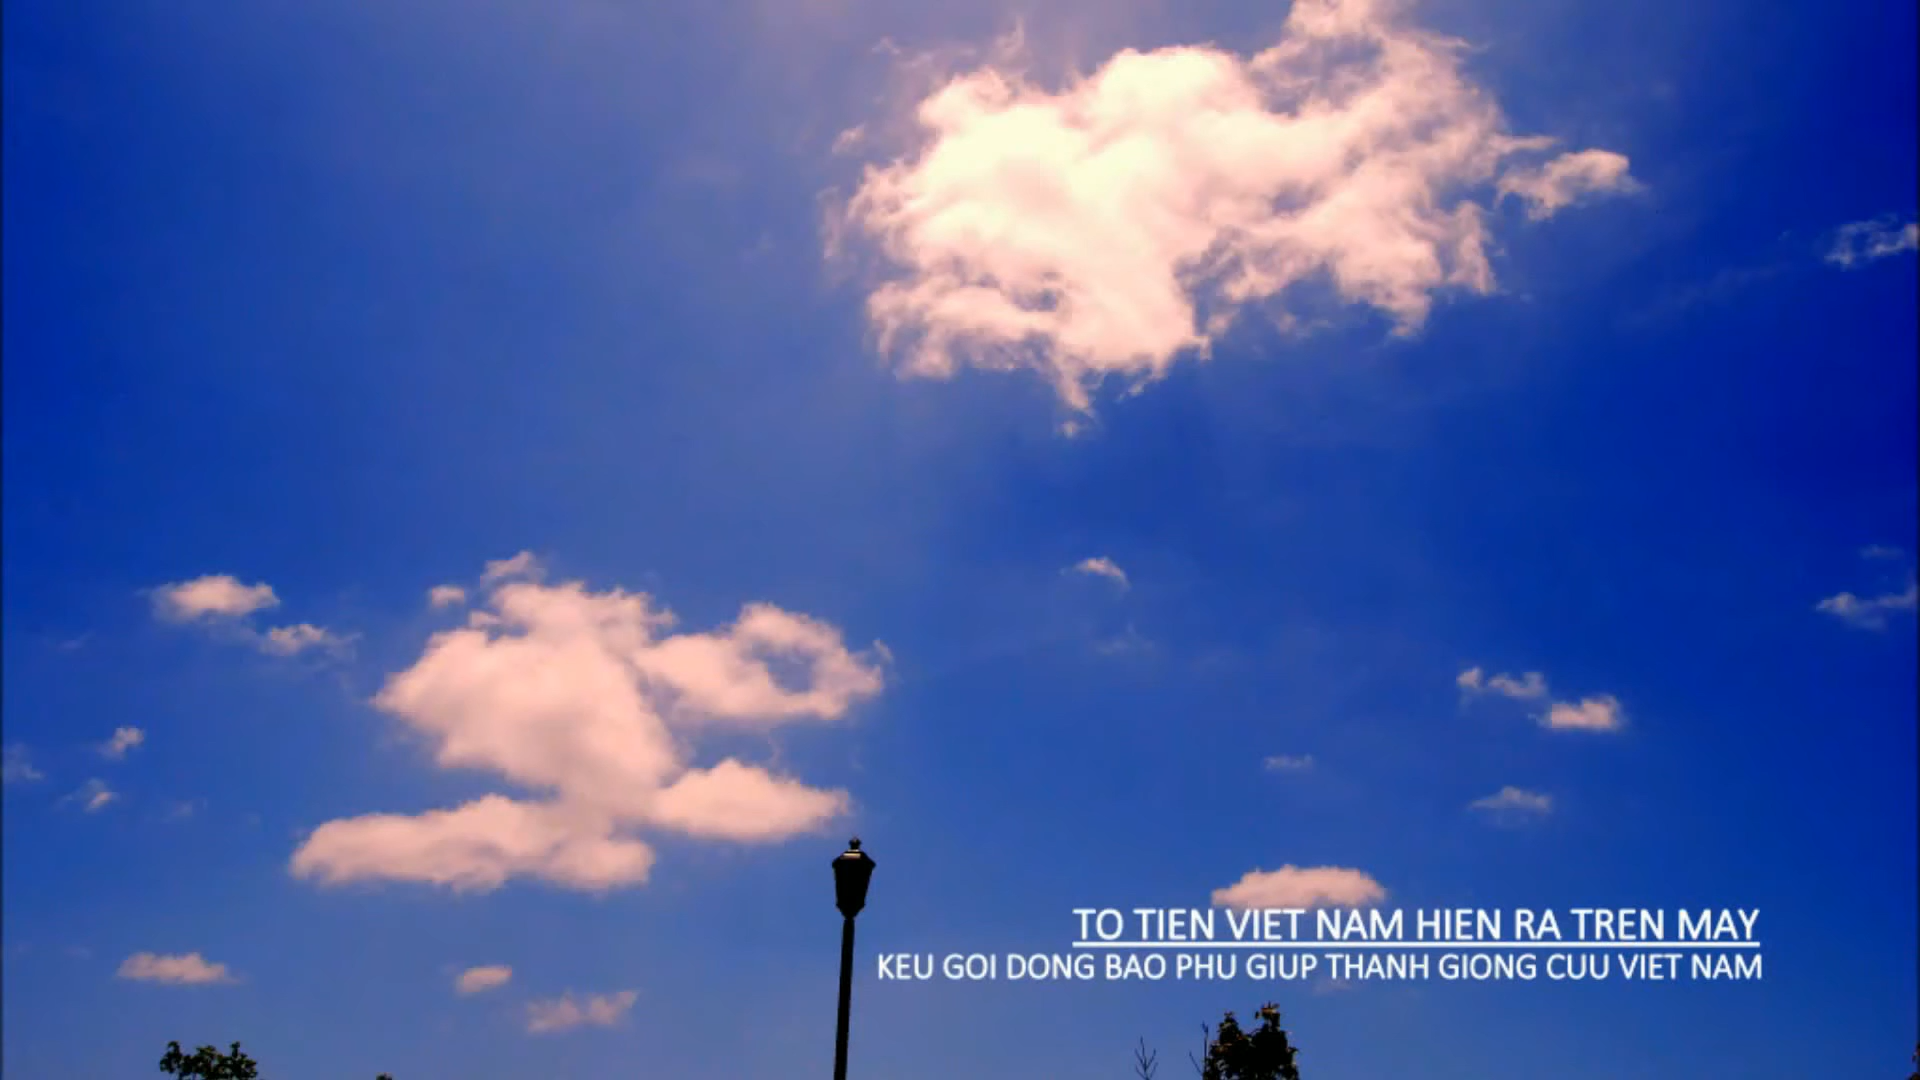 TO TIEN VIET NAM HIEN RA TREN MAY
KEU GOI DONG BAO PHU GIUP THANH GIONG CUU VIET NAM